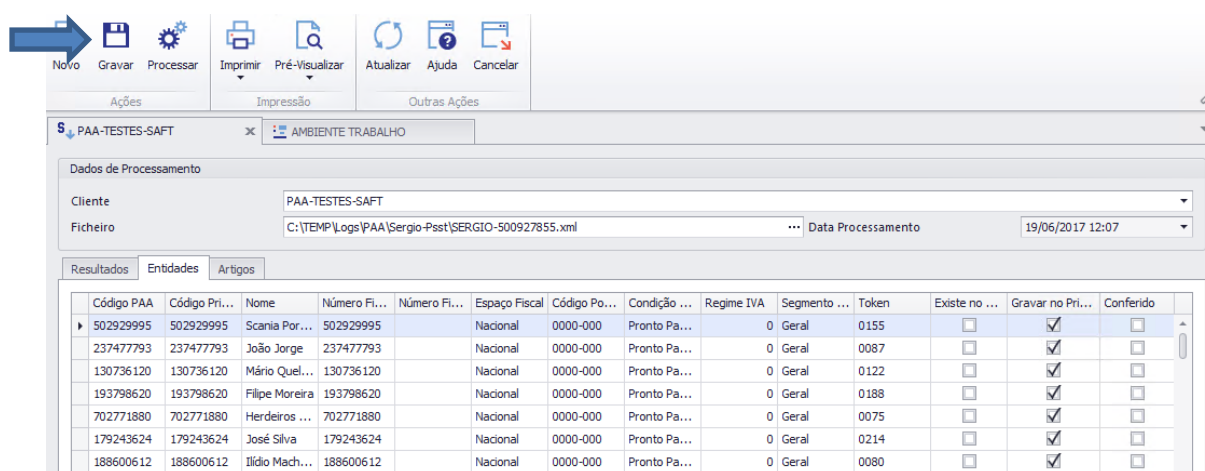 Novo Gravar Processar Imprimir Pré-Visualizar Atualizar Ajuda Cancelar
Ações Impressão Outras Ações
PAA-TESTES-SAFT AMBIENTE TRABALHO
Dados de Processamento
Cliente PAA-TESTES-SAFT
Ficheiro C:\TEMP\Logs\PAA\Sergio-Psst\SERGIO-500927855.xml ... Data Processamento 19/06/2017 12:07
Resultados Entidades Artigos
Código PAA Código Pri... Nome Número Fi... Número Fi... Espaço Fiscal Código Po... Condição ... Regime IVA Segmento ... Token Existe no ... Gravar no Pri... Conferido
502929995 502929995 Scania Por... 502929995 Nacional 0000-000 Pronto Pa... 0 Geral 0155
237477793 237477793 João Jorge 237477793 Nacional 0000-000 Pronto Pa... 0 Geral 0087
130736120 130736120 Mário Quel... 130736120 Nacional 0000-000 Pronto Pa... 0 Geral 0122
193798620 193798620 Filipe Moreira 193798620 Nacional 0000-000 Pronto Pa... 0 Geral 0188
702771880 702771880 Herdeiros ... 702771880 Nacional 0000-000 Pronto Pa... 0 Geral 0075
179243624 179243624 José Silva 179243624 Nacional 0000-000 Pronto Pa... 0 Geral 0214
188600612 188600612 Ilídio Mach... 188600612 Nacional 0000-000 Pronto Pa... 0 Geral 0080